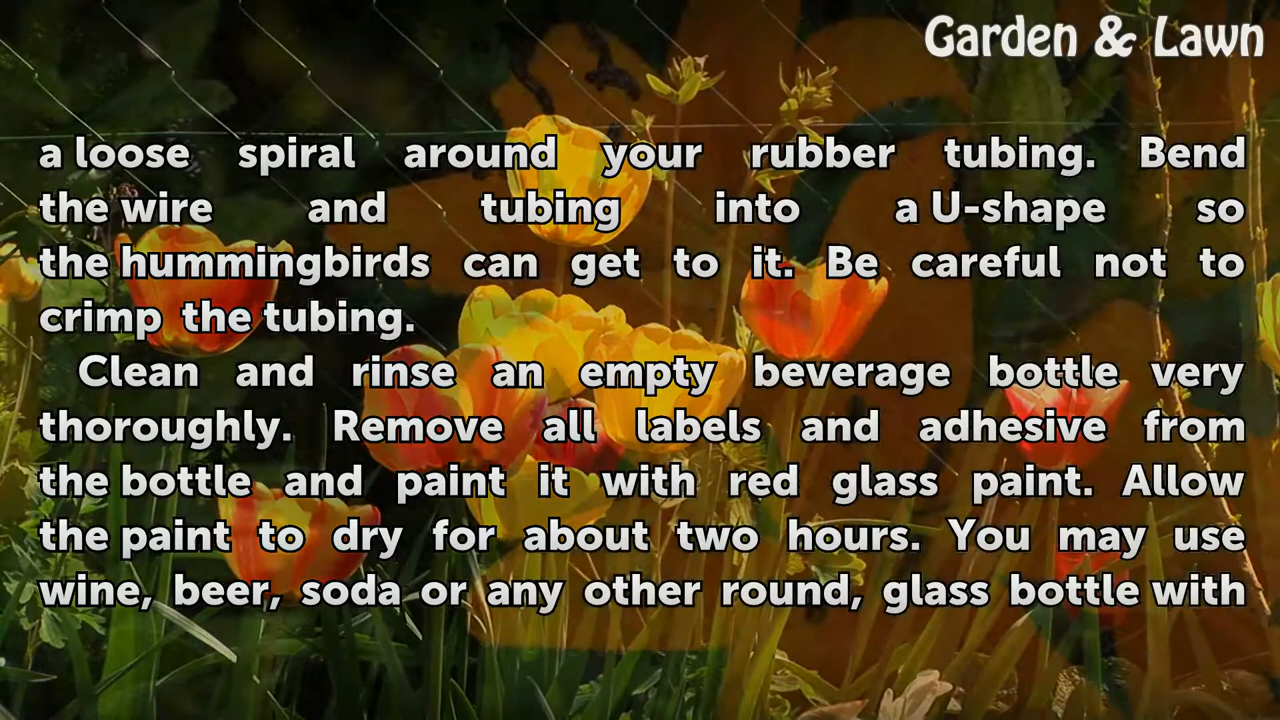 Garden & Lawn
a loose spiral around your rubber tubing. Bend
the wire and tubing into a U-shape so
the hummingbirds can get to it. Be careful not to
crimp the tubing.
Clean and rinse an empty beverage bottle very
thoroughly. Remove all labels and adhesive from
the bottle and paint it with red glass paint. Allow
the paint to dry for about two hours. You may use
wine, beer, soda or any other round, glass bottle with